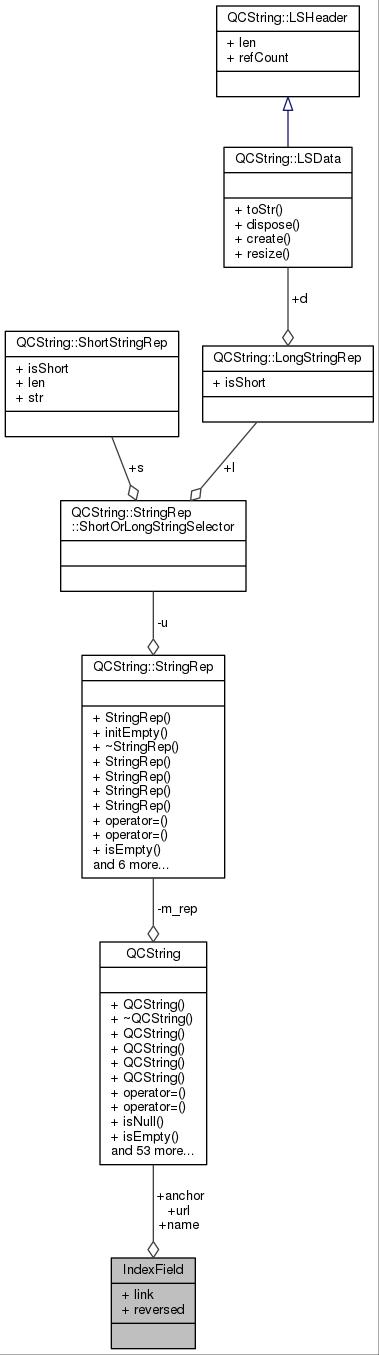 QCString::LSHeader
+ len
+ refCount
QCString::LSData
+ toStr()
+ dispose()
+ create()
+ resize()
+d
QCString::ShortStringRep
+ isShort
+ len
+ str
QCString::LongStringRep
+ isShort
+s
+l
QCString::StringRep
::ShortOrLongStringSelector
-u
QCString::StringRep
+ StringRep()
+ initEmpty()
+ ~StringRep()
+ StringRep()
+ StringRep()
+ StringRep()
+ StringRep()
+ operator=()
+ operator=()
+ isEmpty()
and 6 more...
-m_rep
QCString
+ QCString()
+ ~QCString()
+ QCString()
+ QCString()
+ QCString()
+ QCString()
+ operator=()
+ operator=()
+ isNull()
+ isEmpty()
and 53 more...
+anchor
+url
+name
IndexField
+ link
+ reversed